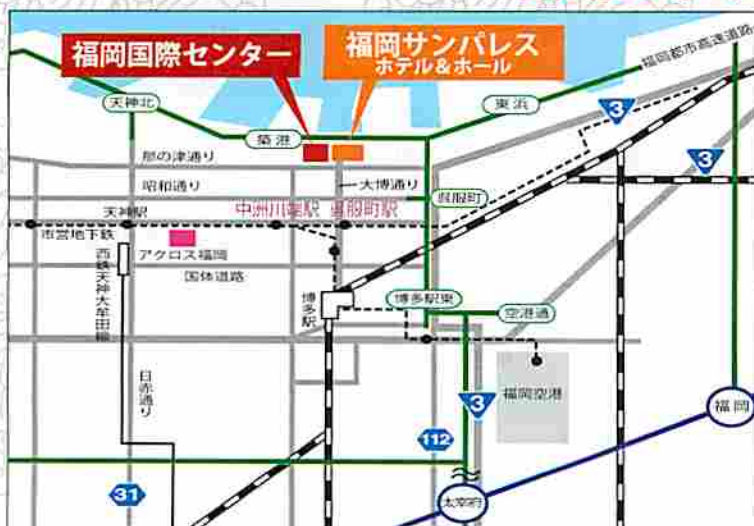 福岡国際センター
福岡サンパレス
ホテル&ホール
福岡都市高速道路
天神北
東浜
築港
3
3
那の津通り
昭和通り
大博通り
呉服町
天神駅
中洲川端駅
呉服町駅
市営地下鉄
アクロス福岡
国体道路
西鉄天神大牟田線
博多駅
博多駅東
空港通
日赤通り
福岡空港
3
福岡
112
31
太宰府